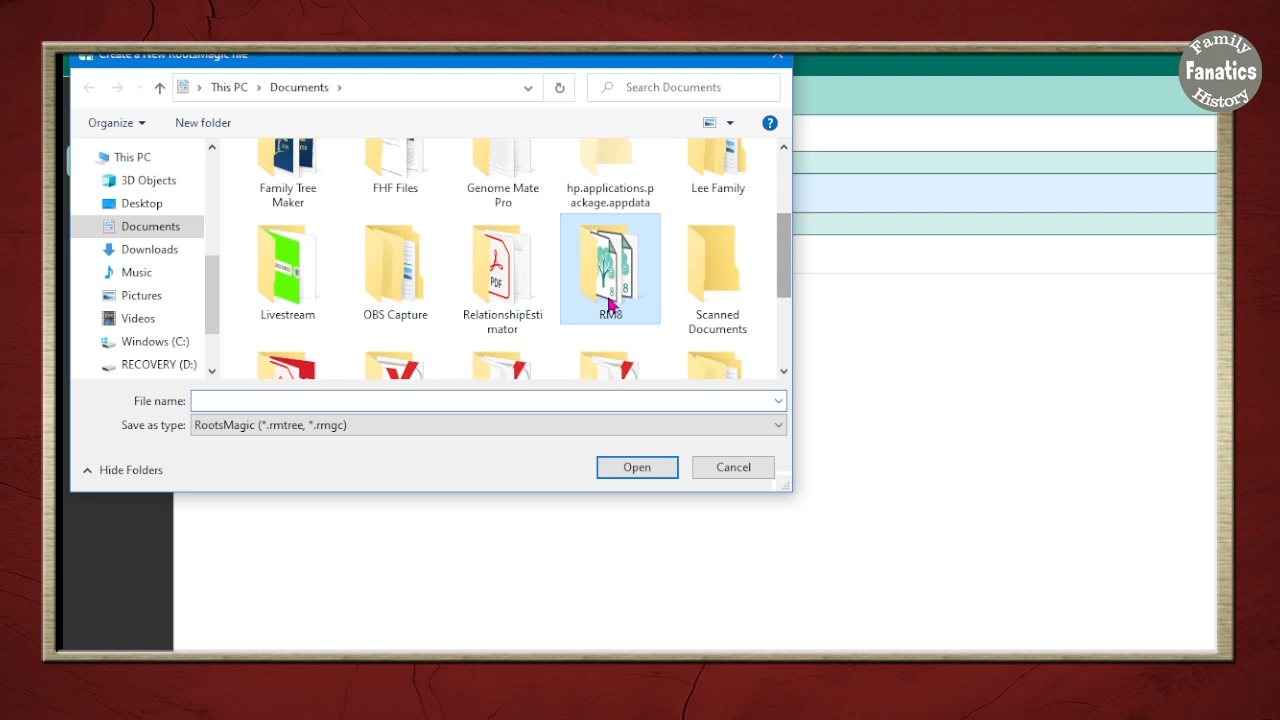 Create a New RootsMagic file
Family
Fanatics
History
This PC > Documents >
Search Documents
Organize
New folder
This PC
3D Objects
Desktop
Documents
Downloads
Music
Pictures
Videos
Windows (C:)
RECOVERY (D:)
Family Tree
Maker
FHF Files
Genome Mate
Pro
hp.applications.p
ackage.appdata
Lee Family
Livestream
OBS Capture
PDF
RelationshipEsti
mator
8
8
RM8
Scanned
Documents
File name:
Save as type:
RootsMagic (*.rmtree, *.rmgc)
Hide Folders
Open
Cancel